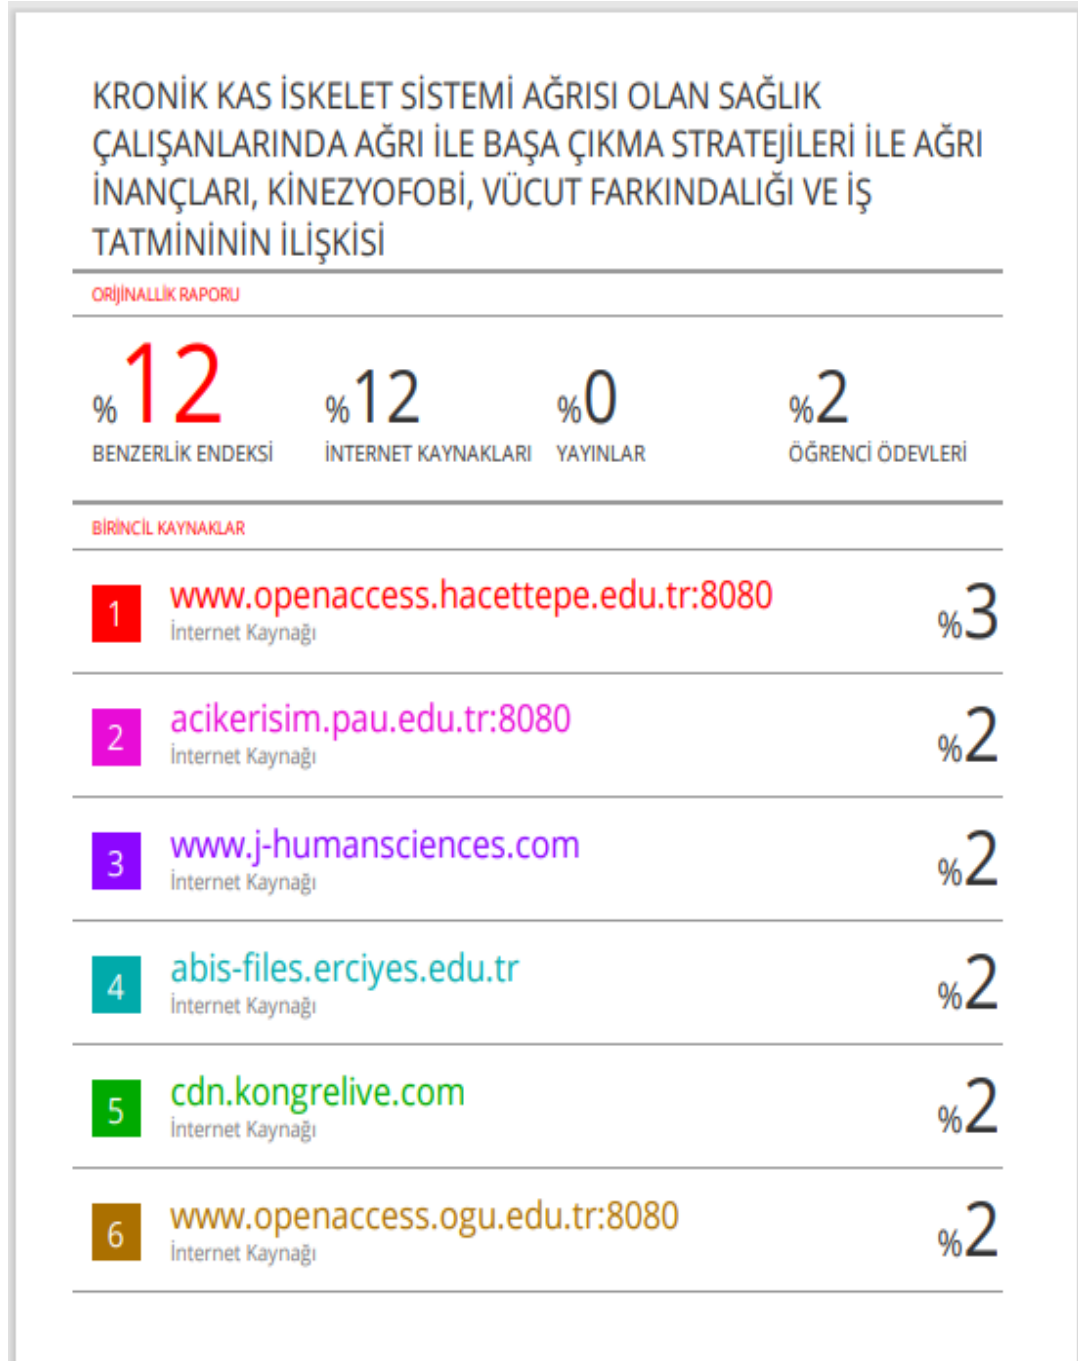 KRONİK KAS İSKELET SİSTEMİ AĞRISI OLAN SAĞLIK
ÇALIŞANLARINDA AĞRI İLE BAŞA ÇIKMA STRATEJİLERİ İLE AĞRI
İNANÇLARI, KİNEZYOFOBİ, VÜCUT FARKINDALIĞI VE İŞ
TATMİNİNİN İLİŞKİSİ
ORİJİNALLİK RAPORU
%12 %12 %0 %2
BENZERLİK ENDEKSİ İNTERNET KAYNAKLARI YAYINLAR ÖĞRENCİ ÖDEVLERİ
BİRİNCİL KAYNAKLAR
1 www.openaccess.hacettepe.edu.tr:8080 %3
İnternet Kaynağı
2 acikerisim.pau.edu.tr:8080 %2
İnternet Kaynağı
3 www.j-humansciences.com %2
İnternet Kaynağı
4 abis-files.erciyes.edu.tr %2
İnternet Kaynağı
5 cdn.kongrelive.com %2
İnternet Kaynağı
6 www.openaccess.ogu.edu.tr:8080 %2
İnternet Kaynağı